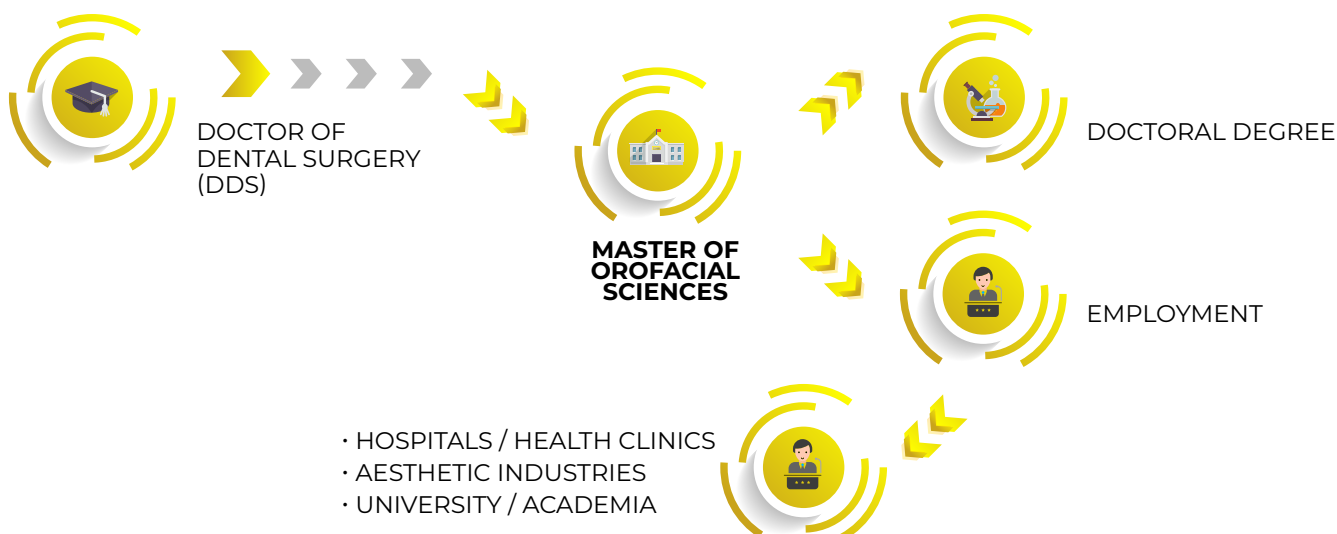 DOCTOR OF
DENTAL SURGERY
(DDS)
MASTER OF
OROFACIAL
SCIENCES
DOCTORAL DEGREE
EMPLOYMENT
· HOSPITALS / HEALTH CLINICS
· AESTHETIC INDUSTRIES
· UNIVERSITY / ACADEMIA